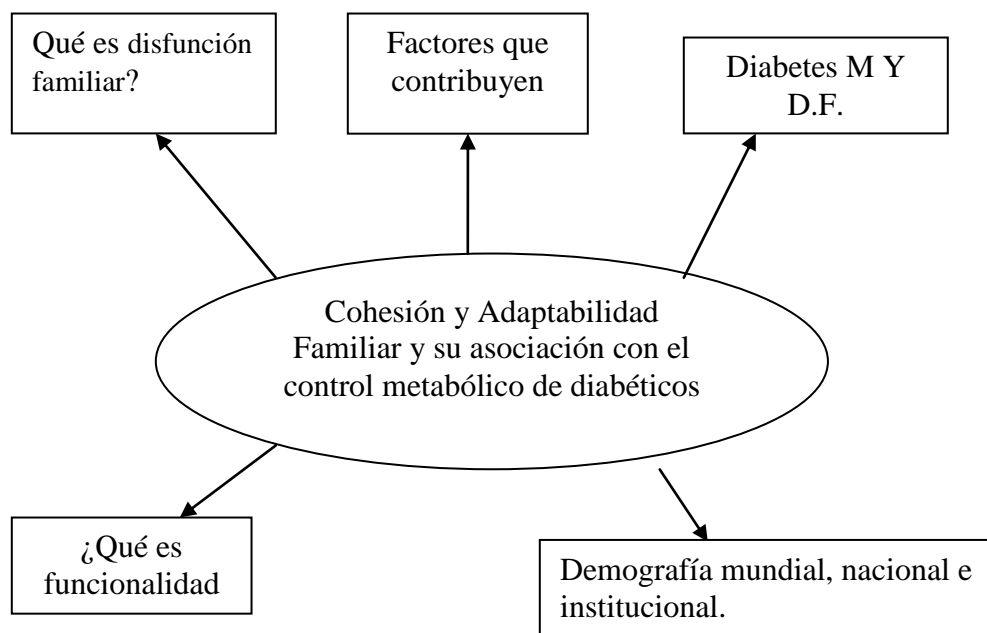 Qué es disfunción
familiar?
Factores que
contribuyen
Diabetes M Y
D.F.
Cohesión y Adaptabilidad
Familiar y su asociación con el
control metabólico de diabéticos
¿Qué es
funcionalidad
Demografía mundial, nacional e
institucional.